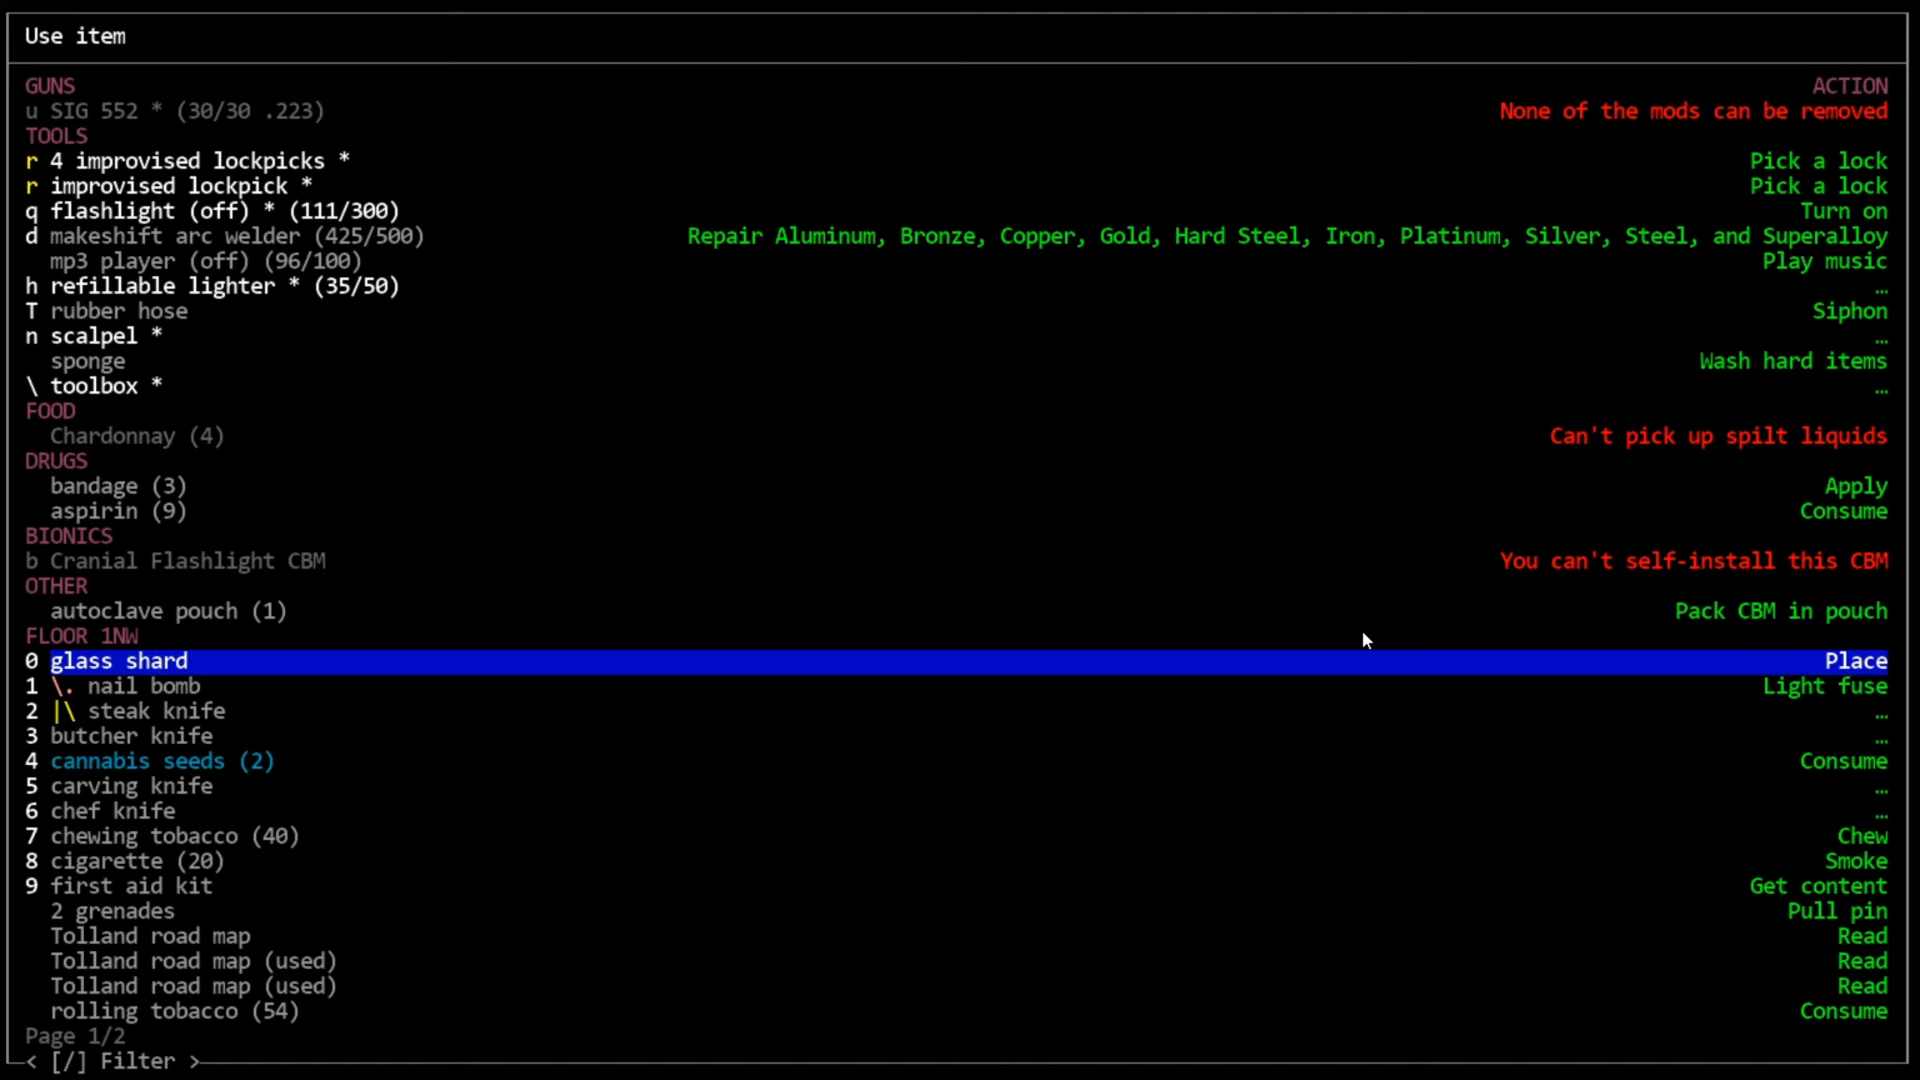 Use item
GUNS ACTION
u SIG 552 * (30/30 .223) None of the mods can be removed
TOOLS
r 4 improvised lockpicks * Pick a lock
r improvised lockpick * Pick a lock
q flashlight (off) * (111/300) Turn on
d makeshift arc welder (425/500) Repair Aluminum, Bronze, Copper, Gold, Hard Steel, Iron, Platinum, Silver, Steel, and Superalloy
mp3 player (off) (96/100) Play music
h refillable lighter * (35/50) …
T rubber hose Siphon
n scalpel * …
sponge Wash hard items
\ toolbox * …
FOOD
Chardonnay (4) Can't pick up spilt liquids
DRUGS
bandage (3) Apply
aspirin (9) Consume
BIONICS
b Cranial Flashlight CBM You can't self-install this CBM
OTHER
autoclave pouch (1) Pack CBM in pouch
FLOOR 1NW
0 glass shard Place
1 \. nail bomb Light fuse
2 |\ steak knife …
3 butcher knife …
4 cannabis seeds (2) Consume
5 carving knife …
6 chef knife …
7 chewing tobacco (40) Chew
8 cigarette (20) Smoke
9 first aid kit Get content
2 grenades Pull pin
Tolland road map Read
Tolland road map (used) Read
Tolland road map (used) Read
rolling tobacco (54) Consume
Page 1/2
< [/] Filter >